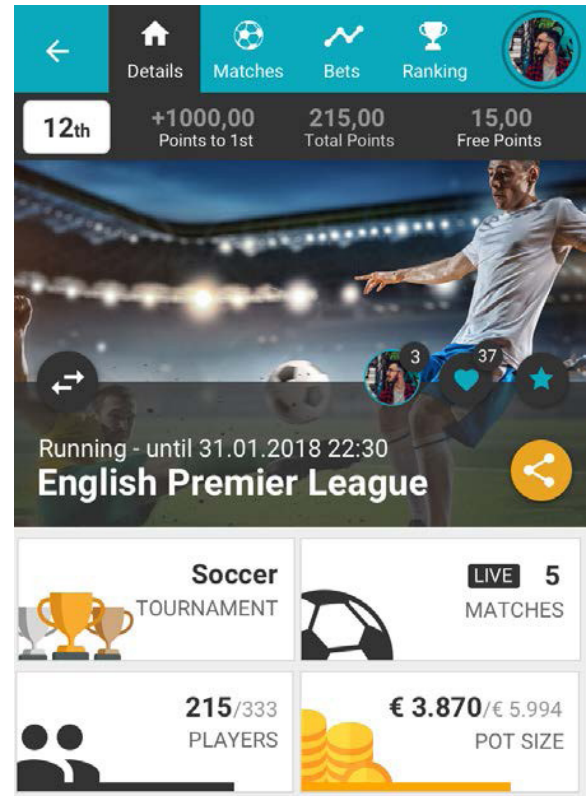 Details Matches Bets Ranking
12th +1000,00 215,00 15,00
Points to 1st Total Points Free Points
3 37
Running - until 31.01.2018 22:30
English Premier League
Soccer
TOURNAMENT
LIVE 5
MATCHES
215/333
PLAYERS
€ 3.870/€ 5.994
POT SIZE